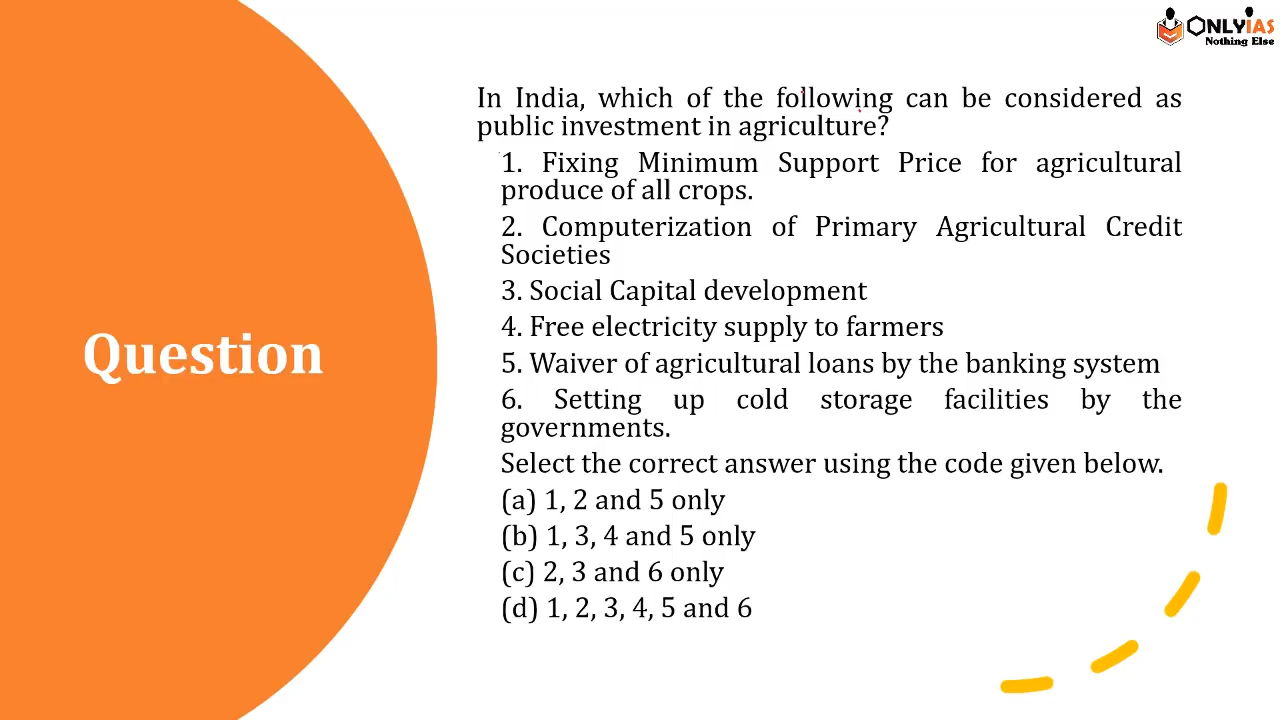 ONLYIAS
Nothing Else
In India, which of the following can be considered as
public investment in agriculture?
1. Fixing Minimum Support Price for agricultural
produce of all crops.
2. Computerization of Primary Agricultural Credit
Societies
3. Social Capital development
4. Free electricity supply to farmers
5. Waiver of agricultural loans by the banking system
6. Setting up cold storage facilities by the
governments.
Select the correct answer using the code given below.
(a) 1, 2 and 5 only
(b) 1, 3, 4 and 5 only
(c) 2, 3 and 6 only
(d) 1, 2, 3, 4, 5 and 6
Question